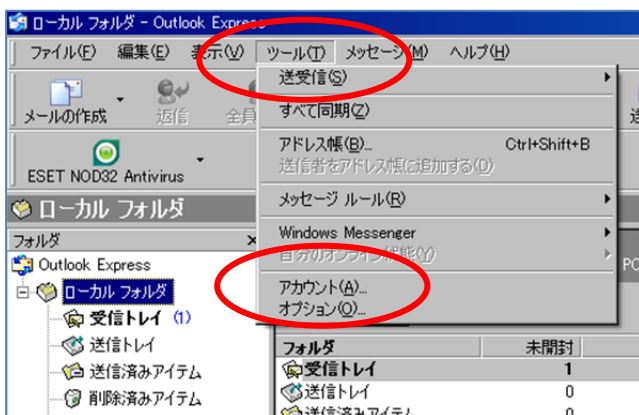 ローカル フォルダ - Outlook Express
ファイル(F) 編集(E) 表示(V) ツール(T) メッセージ(M) ヘルプ(H)
メールの作成 返信
ESET NOD32 Antivirus
送受信(S)
すべて同期(Z)
アドレス帳(B)... Ctrl+Shift+B
送信者をアドレス帳に追加する(D)
メッセージ ルール(R)
Windows Messenger
自分のオンライン状態(Y)
アカウント(A)...
オプション(O)...
ローカル フォルダ
フォルダ ×
Outlook Express
ローカル フォルダ
受信トレイ (1)
送信トレイ
送信済みアイテム
削除済みアイテム
フォルダ 未開封
受信トレイ 1
送信トレイ 0
送信済みアイテム 0